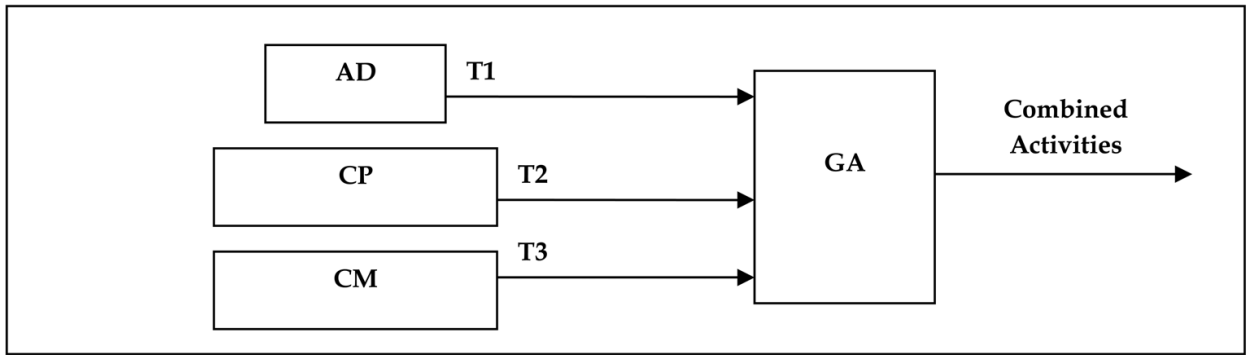 AD
T1
CP
T2
CM
T3
GA
Combined
Activities